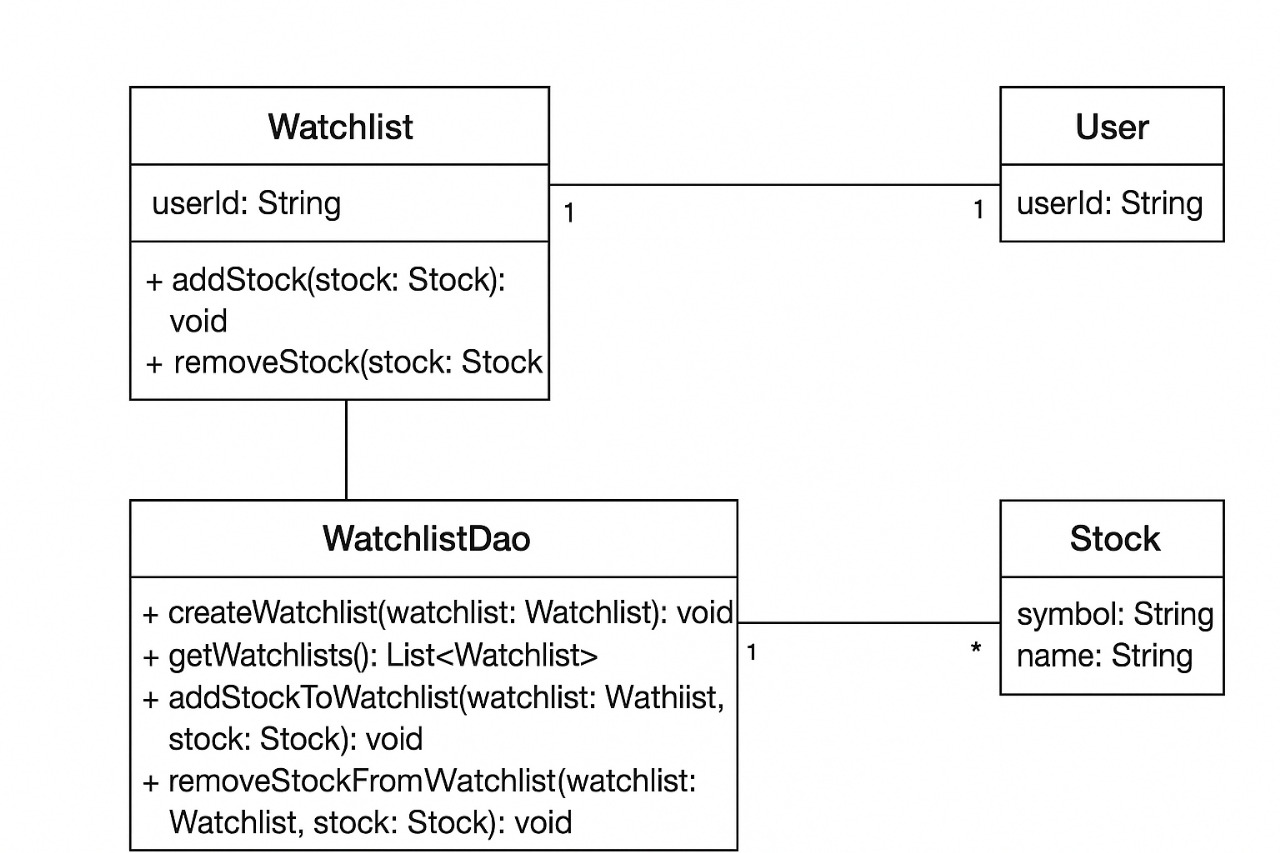 Watchlist
userId: String
+ addStock(stock: Stock):
void
+ removeStock(stock: Stock
1
1
User
userId: String
WatchlistDao
+ createWatchlist(watchlist: Watchlist): void
+ getWatchlists(): List<Watchlist>
+ addStockToWatchlist(watchlist: Wathiist,
stock: Stock): void
+ removeStockFromWatchlist(watchlist:
Watchlist, stock: Stock): void
1
*
Stock
symbol: String
name: String